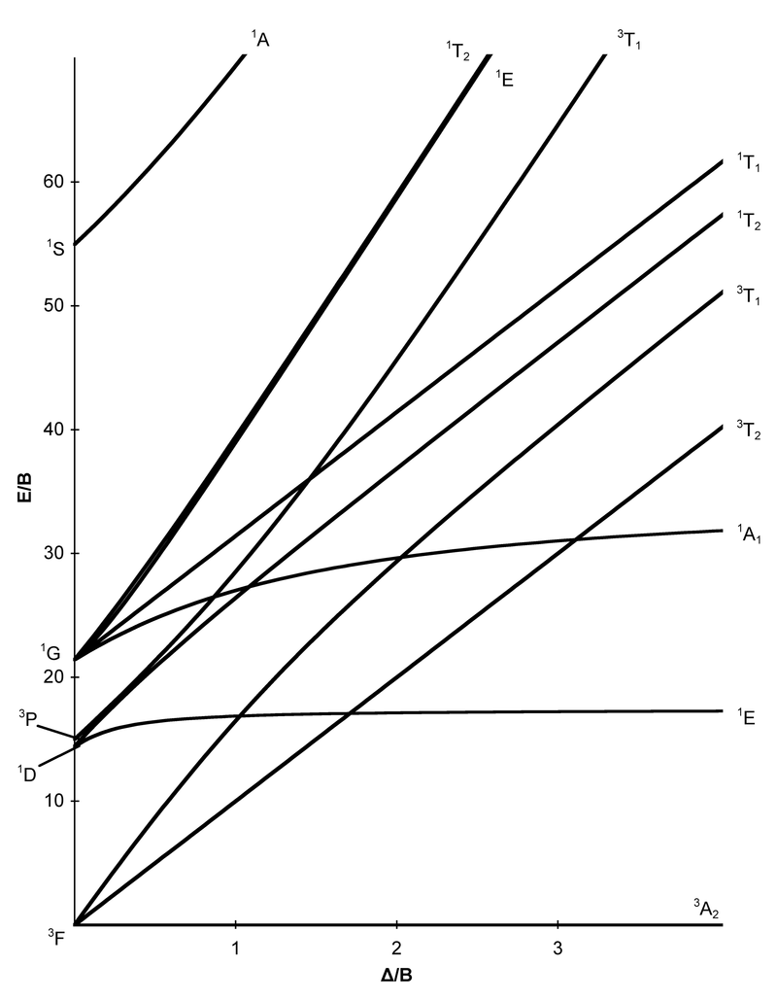 ¹A
¹T₂
³T₁
¹E
¹T₁
60
¹T₂
¹S
³T₁
50
40
³T₂
E/B
¹A₁
30
¹G
20
³P
¹E
¹D
10
³A₂
³F
1
2
3
Δ/B